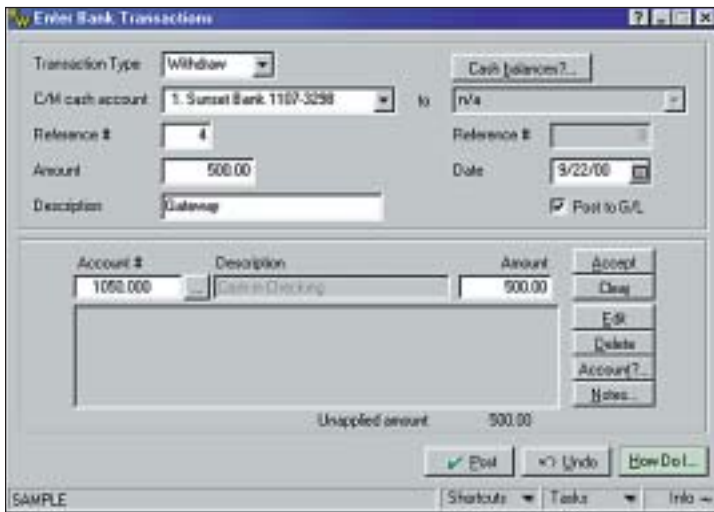 Enter Bank Transactions
Transaction Type Withdraw Cash balances?...
C/M cash account 1. Sunset Bank 1107-3298 to n/a
Reference # 4 Reference #
Amount 500.00 Date 9/22/00
Description Gateway Post to G/L
Account # Description Amount Accept
1050.000 ... Cash in Checking 500.00 Clear
Edit
Delete
Account?..
Notes...
Unapplied amount 500.00
Post Undo How Do I...
SAMPLE Shortcuts Tasks Info